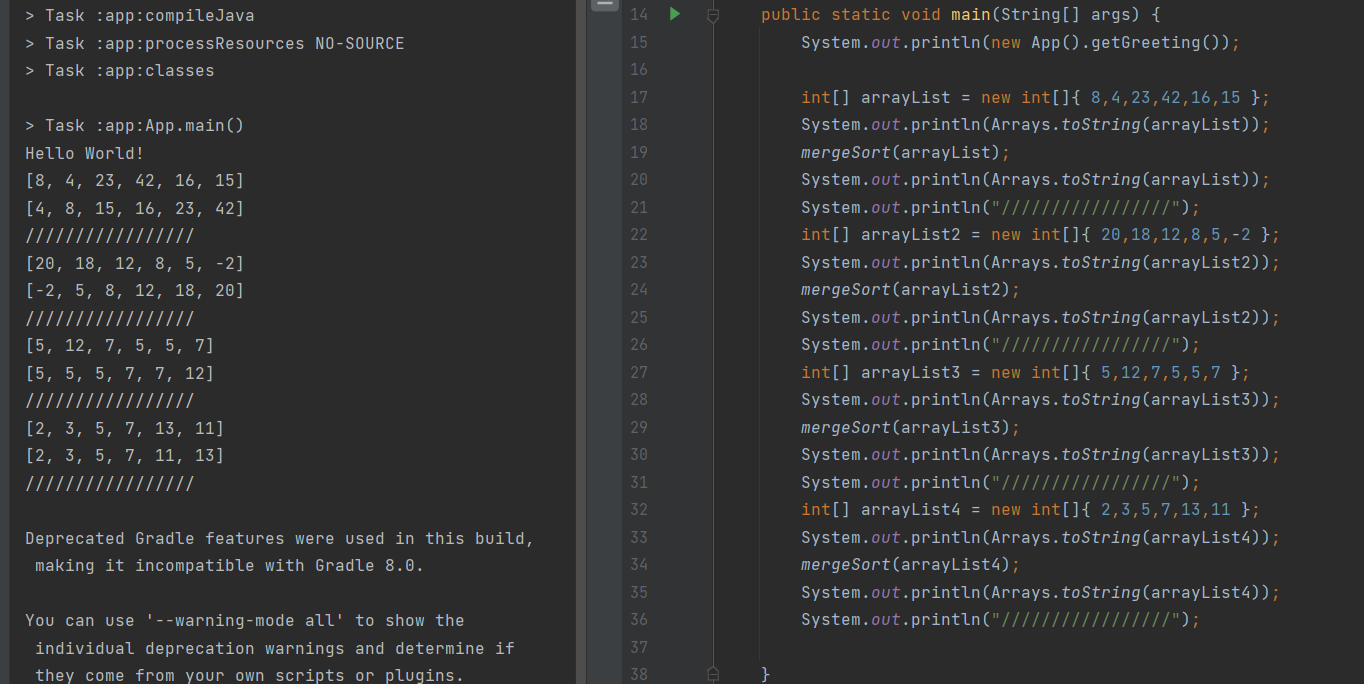 > Task :app:compileJava
> Task :app:processResources NO-SOURCE
> Task :app:classes
> Task :app:App.main()
Hello World!
[8, 4, 23, 42, 16, 15]
[4, 8, 15, 16, 23, 42]
/////////////////
[20, 18, 12, 8, 5, -2]
[-2, 5, 8, 12, 18, 20]
/////////////////
[5, 12, 7, 5, 5, 7]
[5, 5, 5, 7, 7, 12]
/////////////////
[2, 3, 5, 7, 13, 11]
[2, 3, 5, 7, 11, 13]
/////////////////
Deprecated Gradle features were used in this build,
making it incompatible with Gradle 8.0.
You can use '--warning-mode all' to show the
individual deprecation warnings and determine if
they come from your own scripts or plugins.
14 public static void main(String[] args) {
15 System.out.println(new App().getGreeting());
16
17 int[] arrayList = new int[]{ 8,4,23,42,16,15 };
18 System.out.println(Arrays.toString(arrayList));
19 mergeSort(arrayList);
20 System.out.println(Arrays.toString(arrayList));
21 System.out.println("/////////////////");
22 int[] arrayList2 = new int[]{ 20,18,12,8,5,-2 };
23 System.out.println(Arrays.toString(arrayList2));
24 mergeSort(arrayList2);
25 System.out.println(Arrays.toString(arrayList2));
26 System.out.println("/////////////////");
27 int[] arrayList3 = new int[]{ 5,12,7,5,5,7 };
28 System.out.println(Arrays.toString(arrayList3));
29 mergeSort(arrayList3);
30 System.out.println(Arrays.toString(arrayList3));
31 System.out.println("/////////////////");
32 int[] arrayList4 = new int[]{ 2,3,5,7,13,11 };
33 System.out.println(Arrays.toString(arrayList4));
34 mergeSort(arrayList4);
35 System.out.println(Arrays.toString(arrayList4));
36 System.out.println("/////////////////");
37
38 }